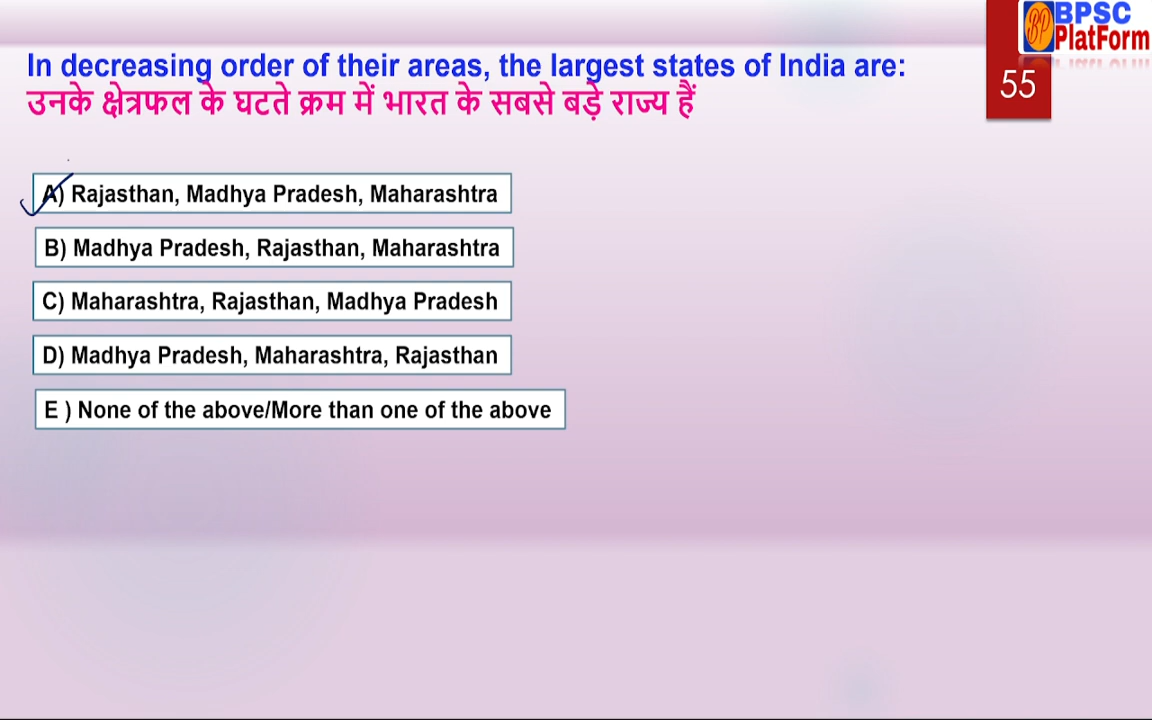 BPSC
PlatForm
In decreasing order of their areas, the largest states of India are:
55
उनके क्षेत्रफल के घटते क्रम में भारत के सबसे बड़े राज्य हैं
A) Rajasthan, Madhya Pradesh, Maharashtra
B) Madhya Pradesh, Rajasthan, Maharashtra
C) Maharashtra, Rajasthan, Madhya Pradesh
D) Madhya Pradesh, Maharashtra, Rajasthan
E ) None of the above/More than one of the above